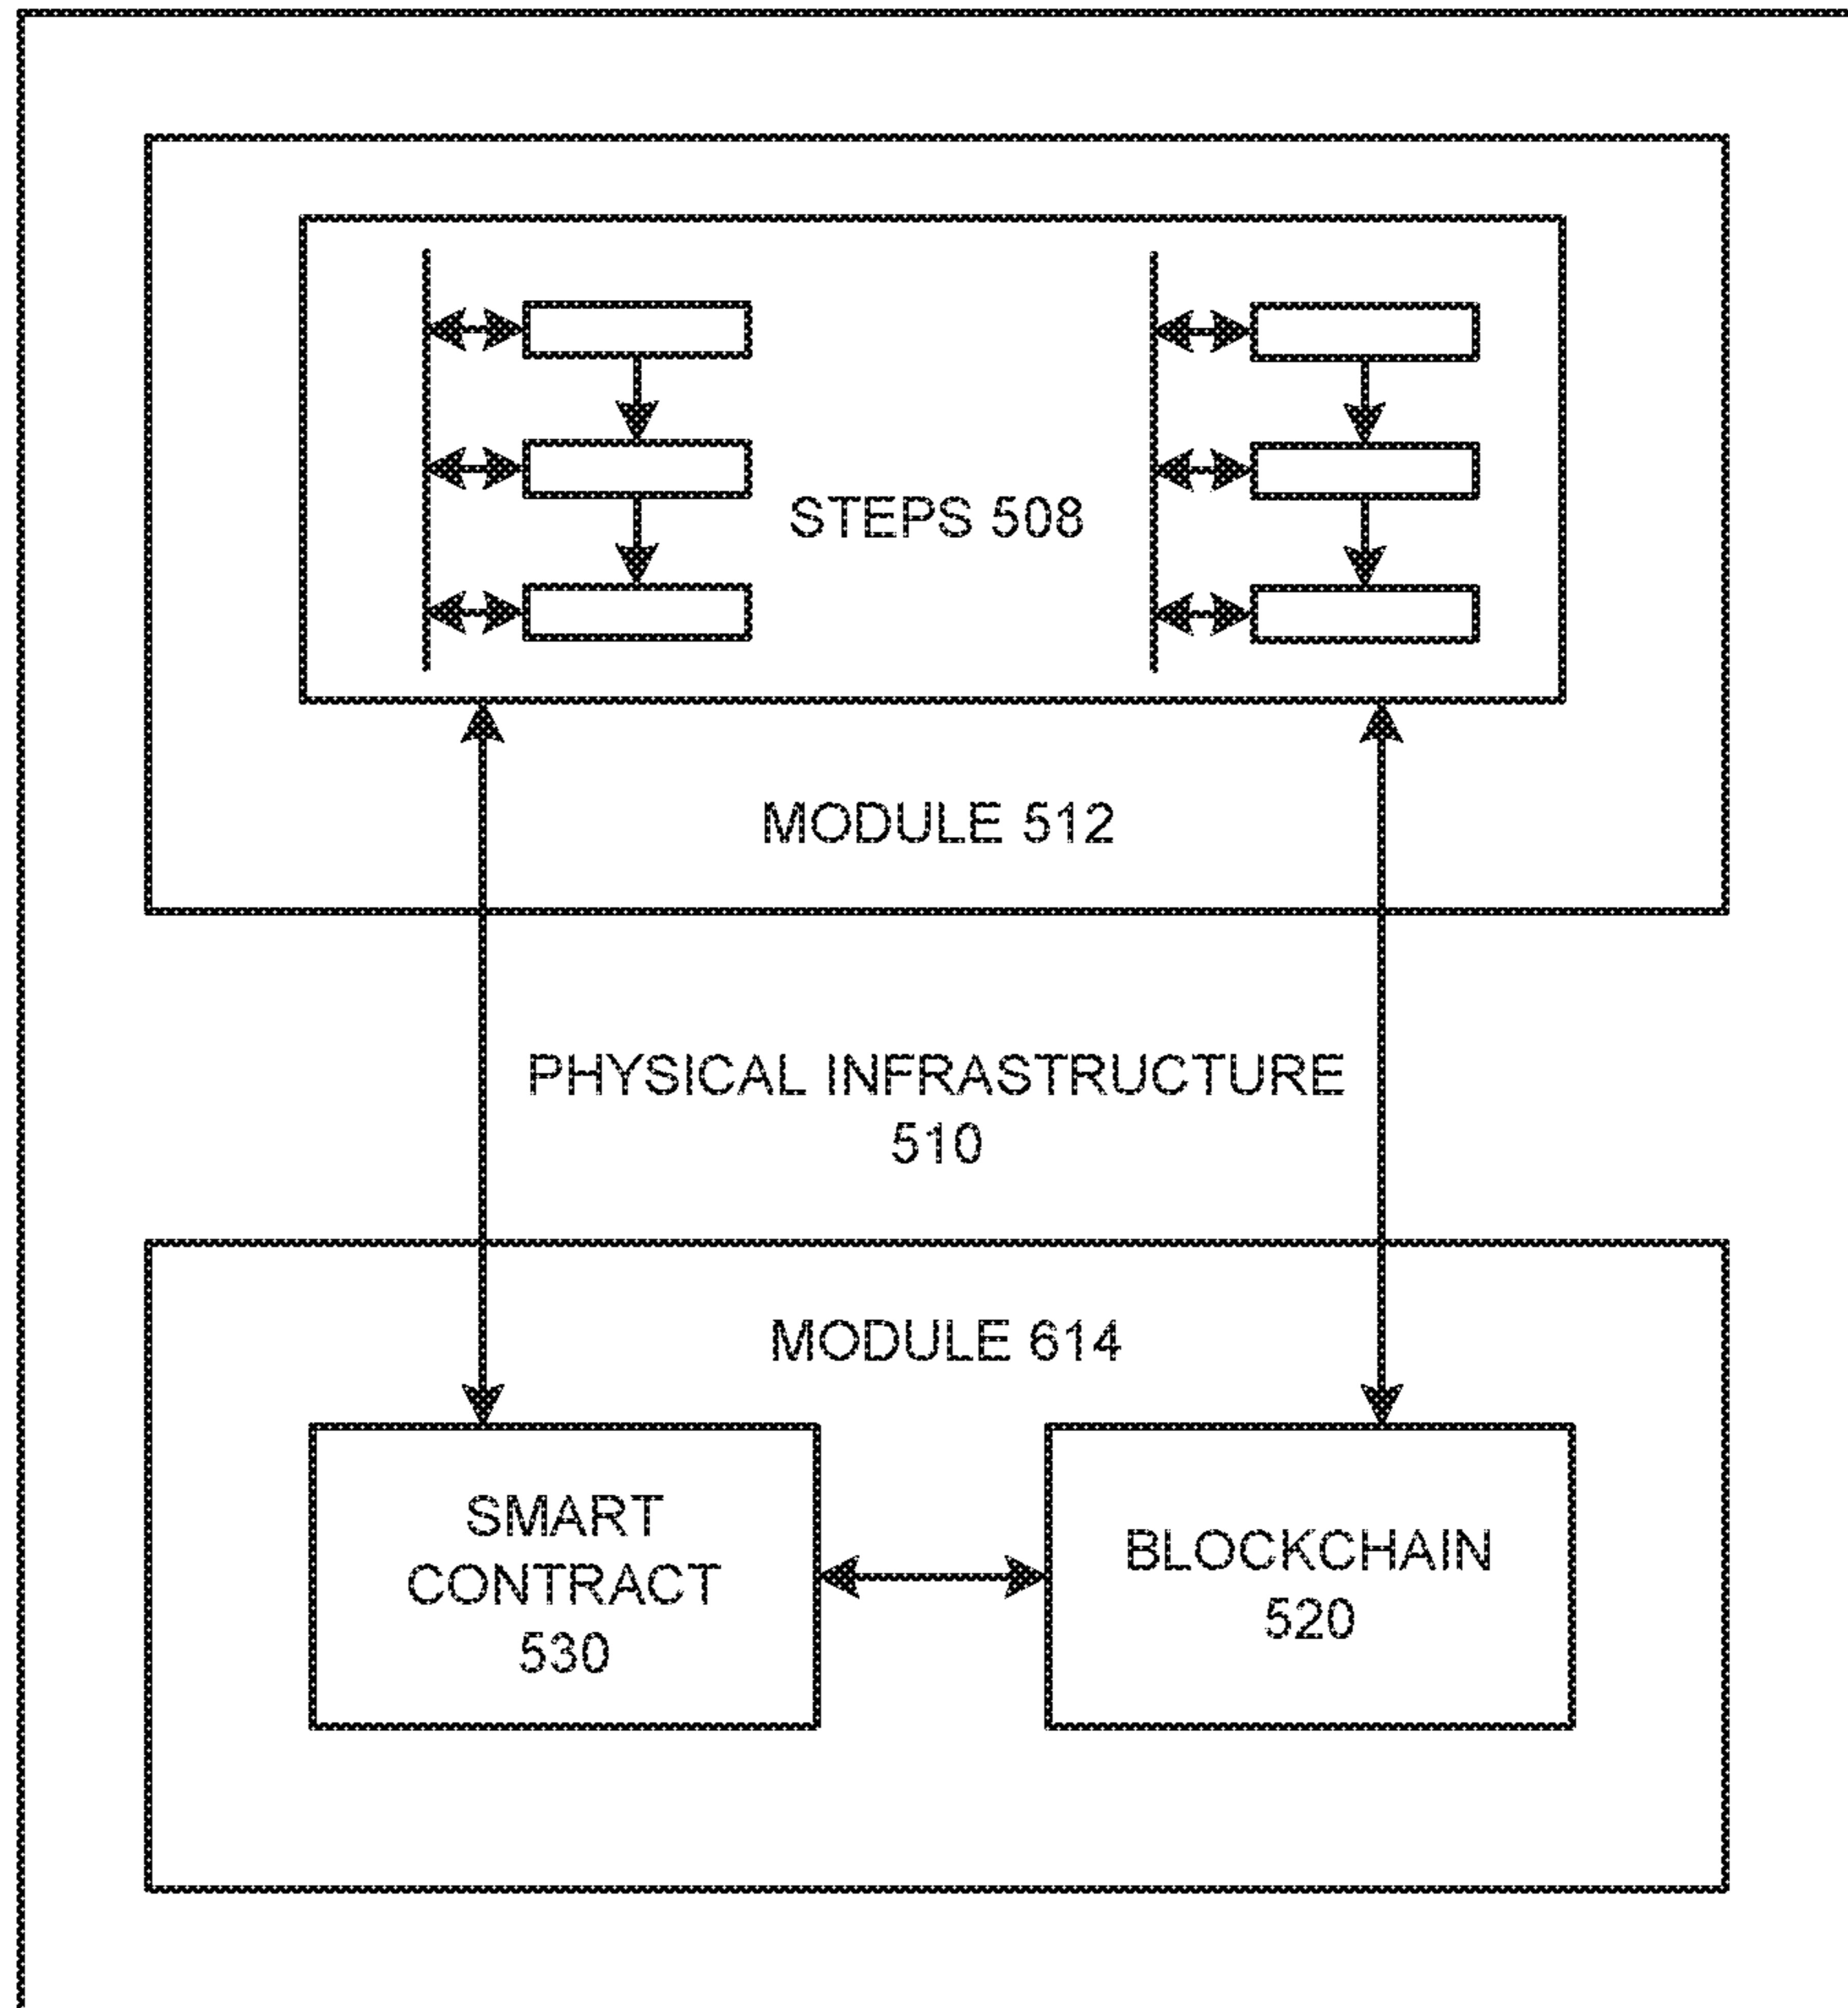 STEPS 508
MODULE 512
PHYSICAL INFRASTRUCTURE
510
MODULE 614
SMART
CONTRACT
530
BLOCKCHAIN
520